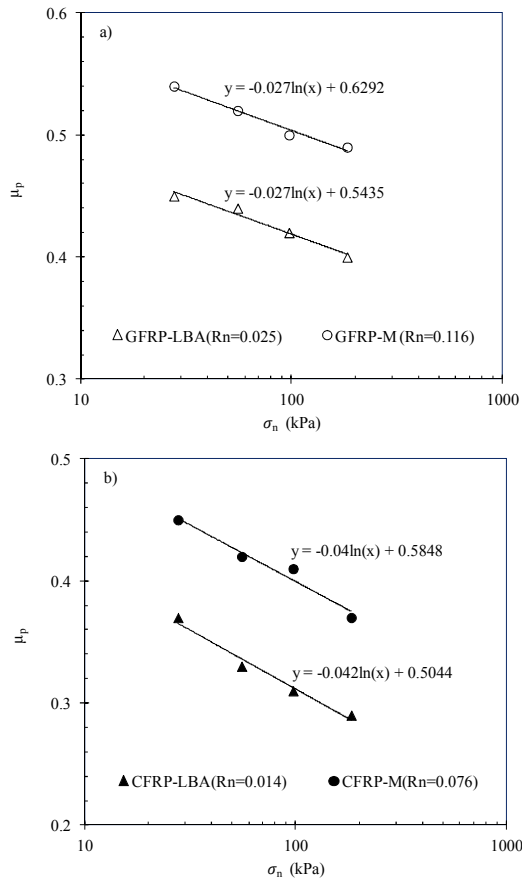 a)
0.6
y = -0.027ln(x) + 0.6292
0.5
y = -0.027ln(x) + 0.5435
μp
0.4
GFRP-LBA(Rn=0.025) GFRP-M (Rn=0.116)
0.3
10 100 1000
σn (kPa)
b)
0.5
y = -0.04ln(x) + 0.5848
0.4
μp
y = -0.042ln(x) + 0.5044
0.3
CFRP-LBA(Rn=0.014) CFRP-M(Rn=0.076)
0.2
10 100 1000
σn (kPa)